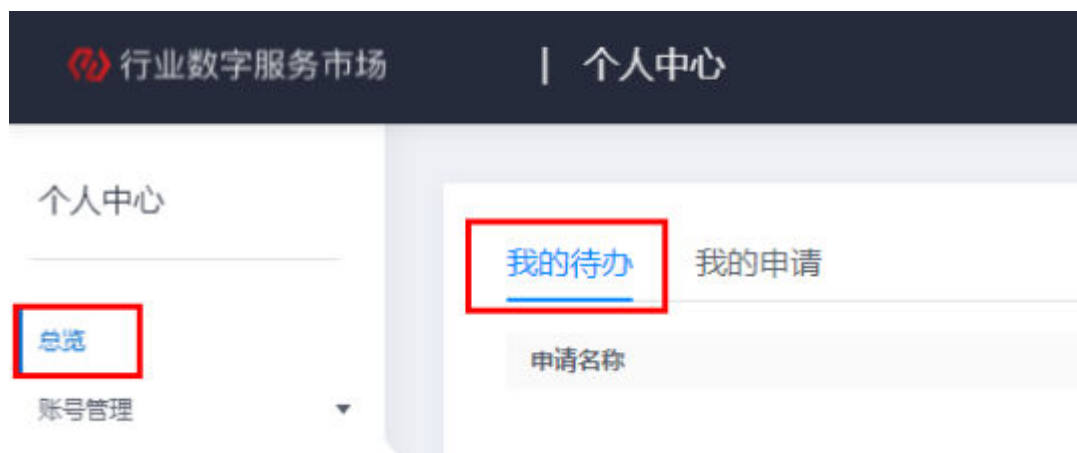 行业数字服务市场 | 个人中心
个人中心
总览
账号管理
我的待办 我的申请
申请名称